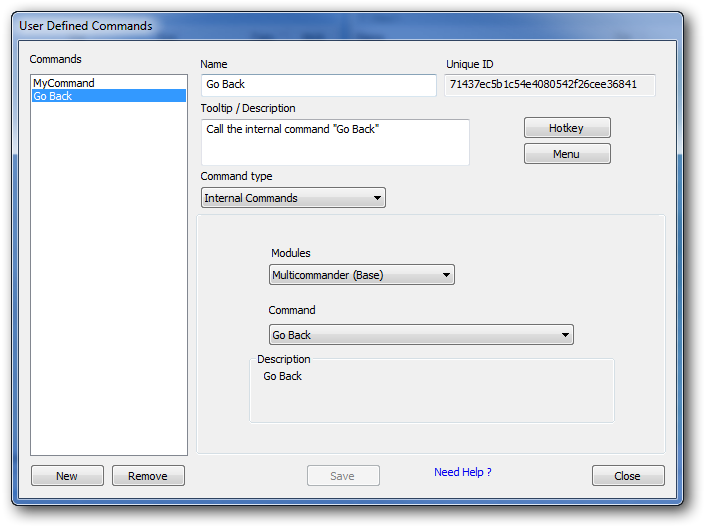 User Defined Commands
Commands
MyCommand
Go Back
Name
Go Back
Unique ID
71437ec5b1c54e4080542f26cee36841
Tooltip / Description
Call the internal command "Go Back"
Hotkey
Menu
Command type
Internal Commands
Modules
Multicommander (Base)
Command
Go Back
Description
Go Back
New
Remove
Save
Need Help ?
Close